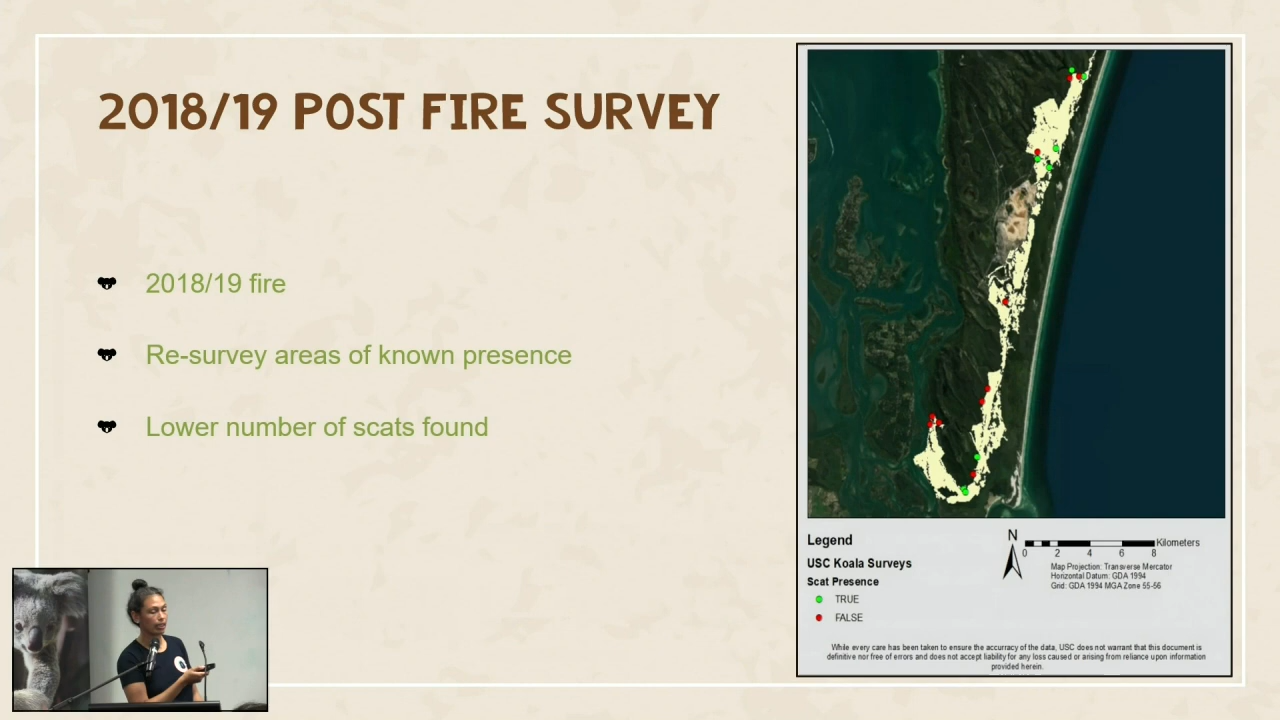 2018/19 POST FIRE SURVEY
2018/19 fire
Re-survey areas of known presence
Lower number of scats found
Legend
USC Koala Surveys
Scat Presence
TRUE
FALSE
N
Kilometers
0 2 4 6 8
Map Projection: Transverse Mercator
Horizontal Datum: GDA 1994
Grid: GDA 1994 MGA Zone 55-56
While every care has been taken to ensure the accurracy of the data, USC does not warrant that this document is
definitive nor free of errors and does not accept liability for any loss caused or arising from reliance upon information
provided herein.